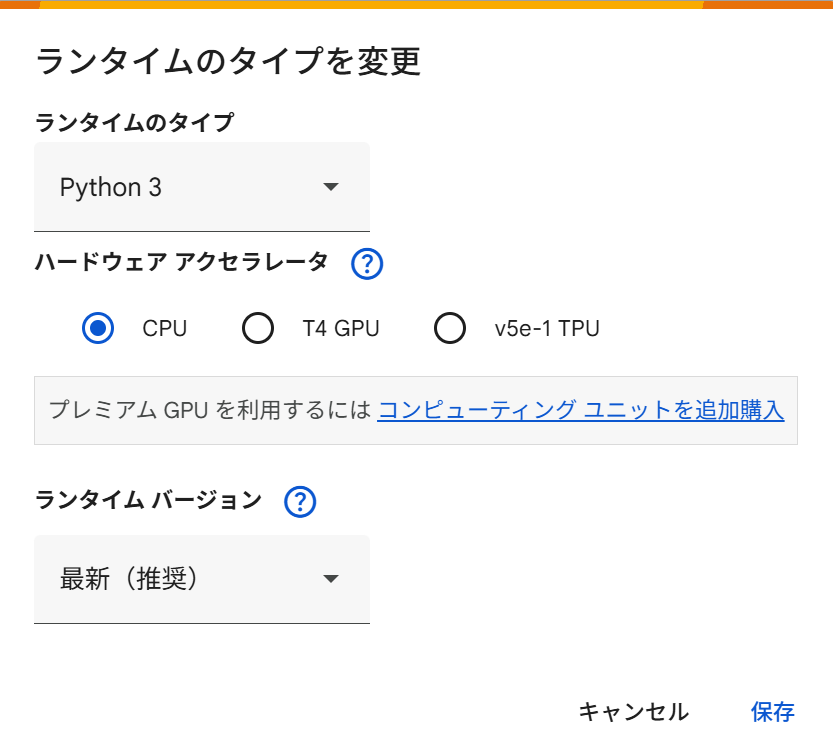 ランタイムのタイプを変更
ランタイムのタイプ
Python 3
ハードウェア アクセラレータ ?
CPU T4 GPU v5e-1 TPU
プレミアム GPU を利用するには コンピューティング ユニットを追加購入
ランタイム バージョン ?
最新（推奨）
キャンセル 保存